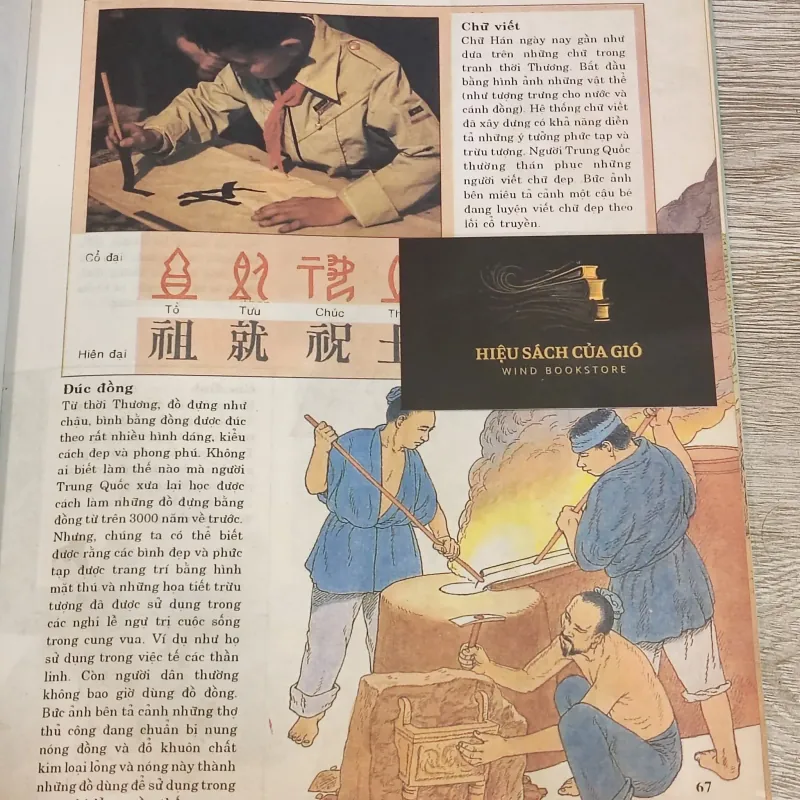 Chữ viết
Chữ Hán ngày nay gần như
dựa trên những chữ trong
tranh thời Thương. Bắt đầu
bằng hình ảnh những vật thể
(như tượng trưng cho nước và
cánh đồng). Hê thống chữ viết
đã xây dựng có khả năng diễn
tả những ý tưởng phức tạp và
trừu tượng. Người Trung Quốc
thường thán phục những
người viết chữ đẹp .Bức ảnh
bên miêu tả cảnh một cậu bé
đang luyện viết chữ đẹp theo
lối cổ truyền.
Cổ đại
Tổ Tưu Chúc Th
Hiên đại 祖 就 祝 土
HIỆU SÁCH CỦA GIÓ
WIND BOOKSTORE
Đúc đồng
Từ thời Thương, đồ đựng như
chậu, bình bằng đồng được đúc
theo rất nhiều hình dáng, kiểu
cách đẹp và phong phú. Không
ai biết làm thế nào mà người
Trung Quốc xưa lại học được
cách làm những đồ đựng bằng
đồng từ trên 3000 năm về trước.
Nhưng, chúng ta có thể biết
được rằng các bình đẹp và phức
tạp được trang trí bằng hình
mặt thú và những họa tiết trừu
tượng đã được sử dụng trong
các nghi lễ ngự trị cuộc sống
trong cung vua. Ví dụ như họ
sử dụng trong việc tế các thần
linh. Còn người dân thường
không bao giờ dùng đồ đồng.
Bức ảnh bên tả cảnh những thợ
thủ công đang chuẩn bị nung
nóng đồng và đổ khuôn chất
kim loại lỏng và nóng này thành
những đồ dùng để sử dụng trong
67